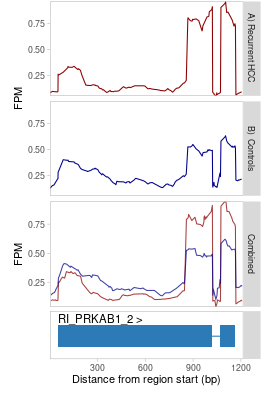 0.75
0.50
0.25
FPM
A) Recurrent HCC
0.75
0.50
0.25
B): Controls
0.75
0.50
0.25
FPM
Combined
RI_PRKAB1_2 >
300
600
900
1200
Distance from region start (bp)